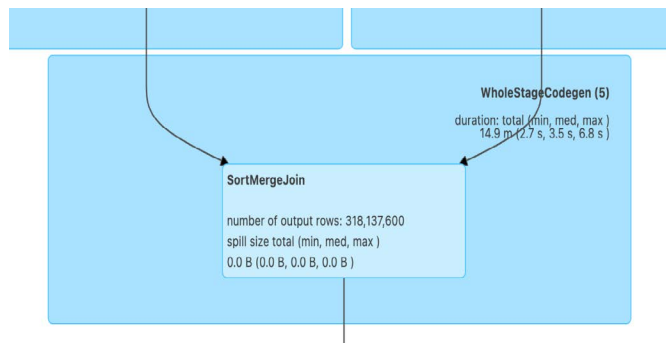 WholeStageCodegen (5)
duration: total (min, med, max )
14.9 m (2.7 s, 3.5 s, 6.8 s )
SortMergeJoin
number of output rows: 318,137,600
spill size total (min, med, max )
0.0 B (0.0 B, 0.0 B, 0.0 B )